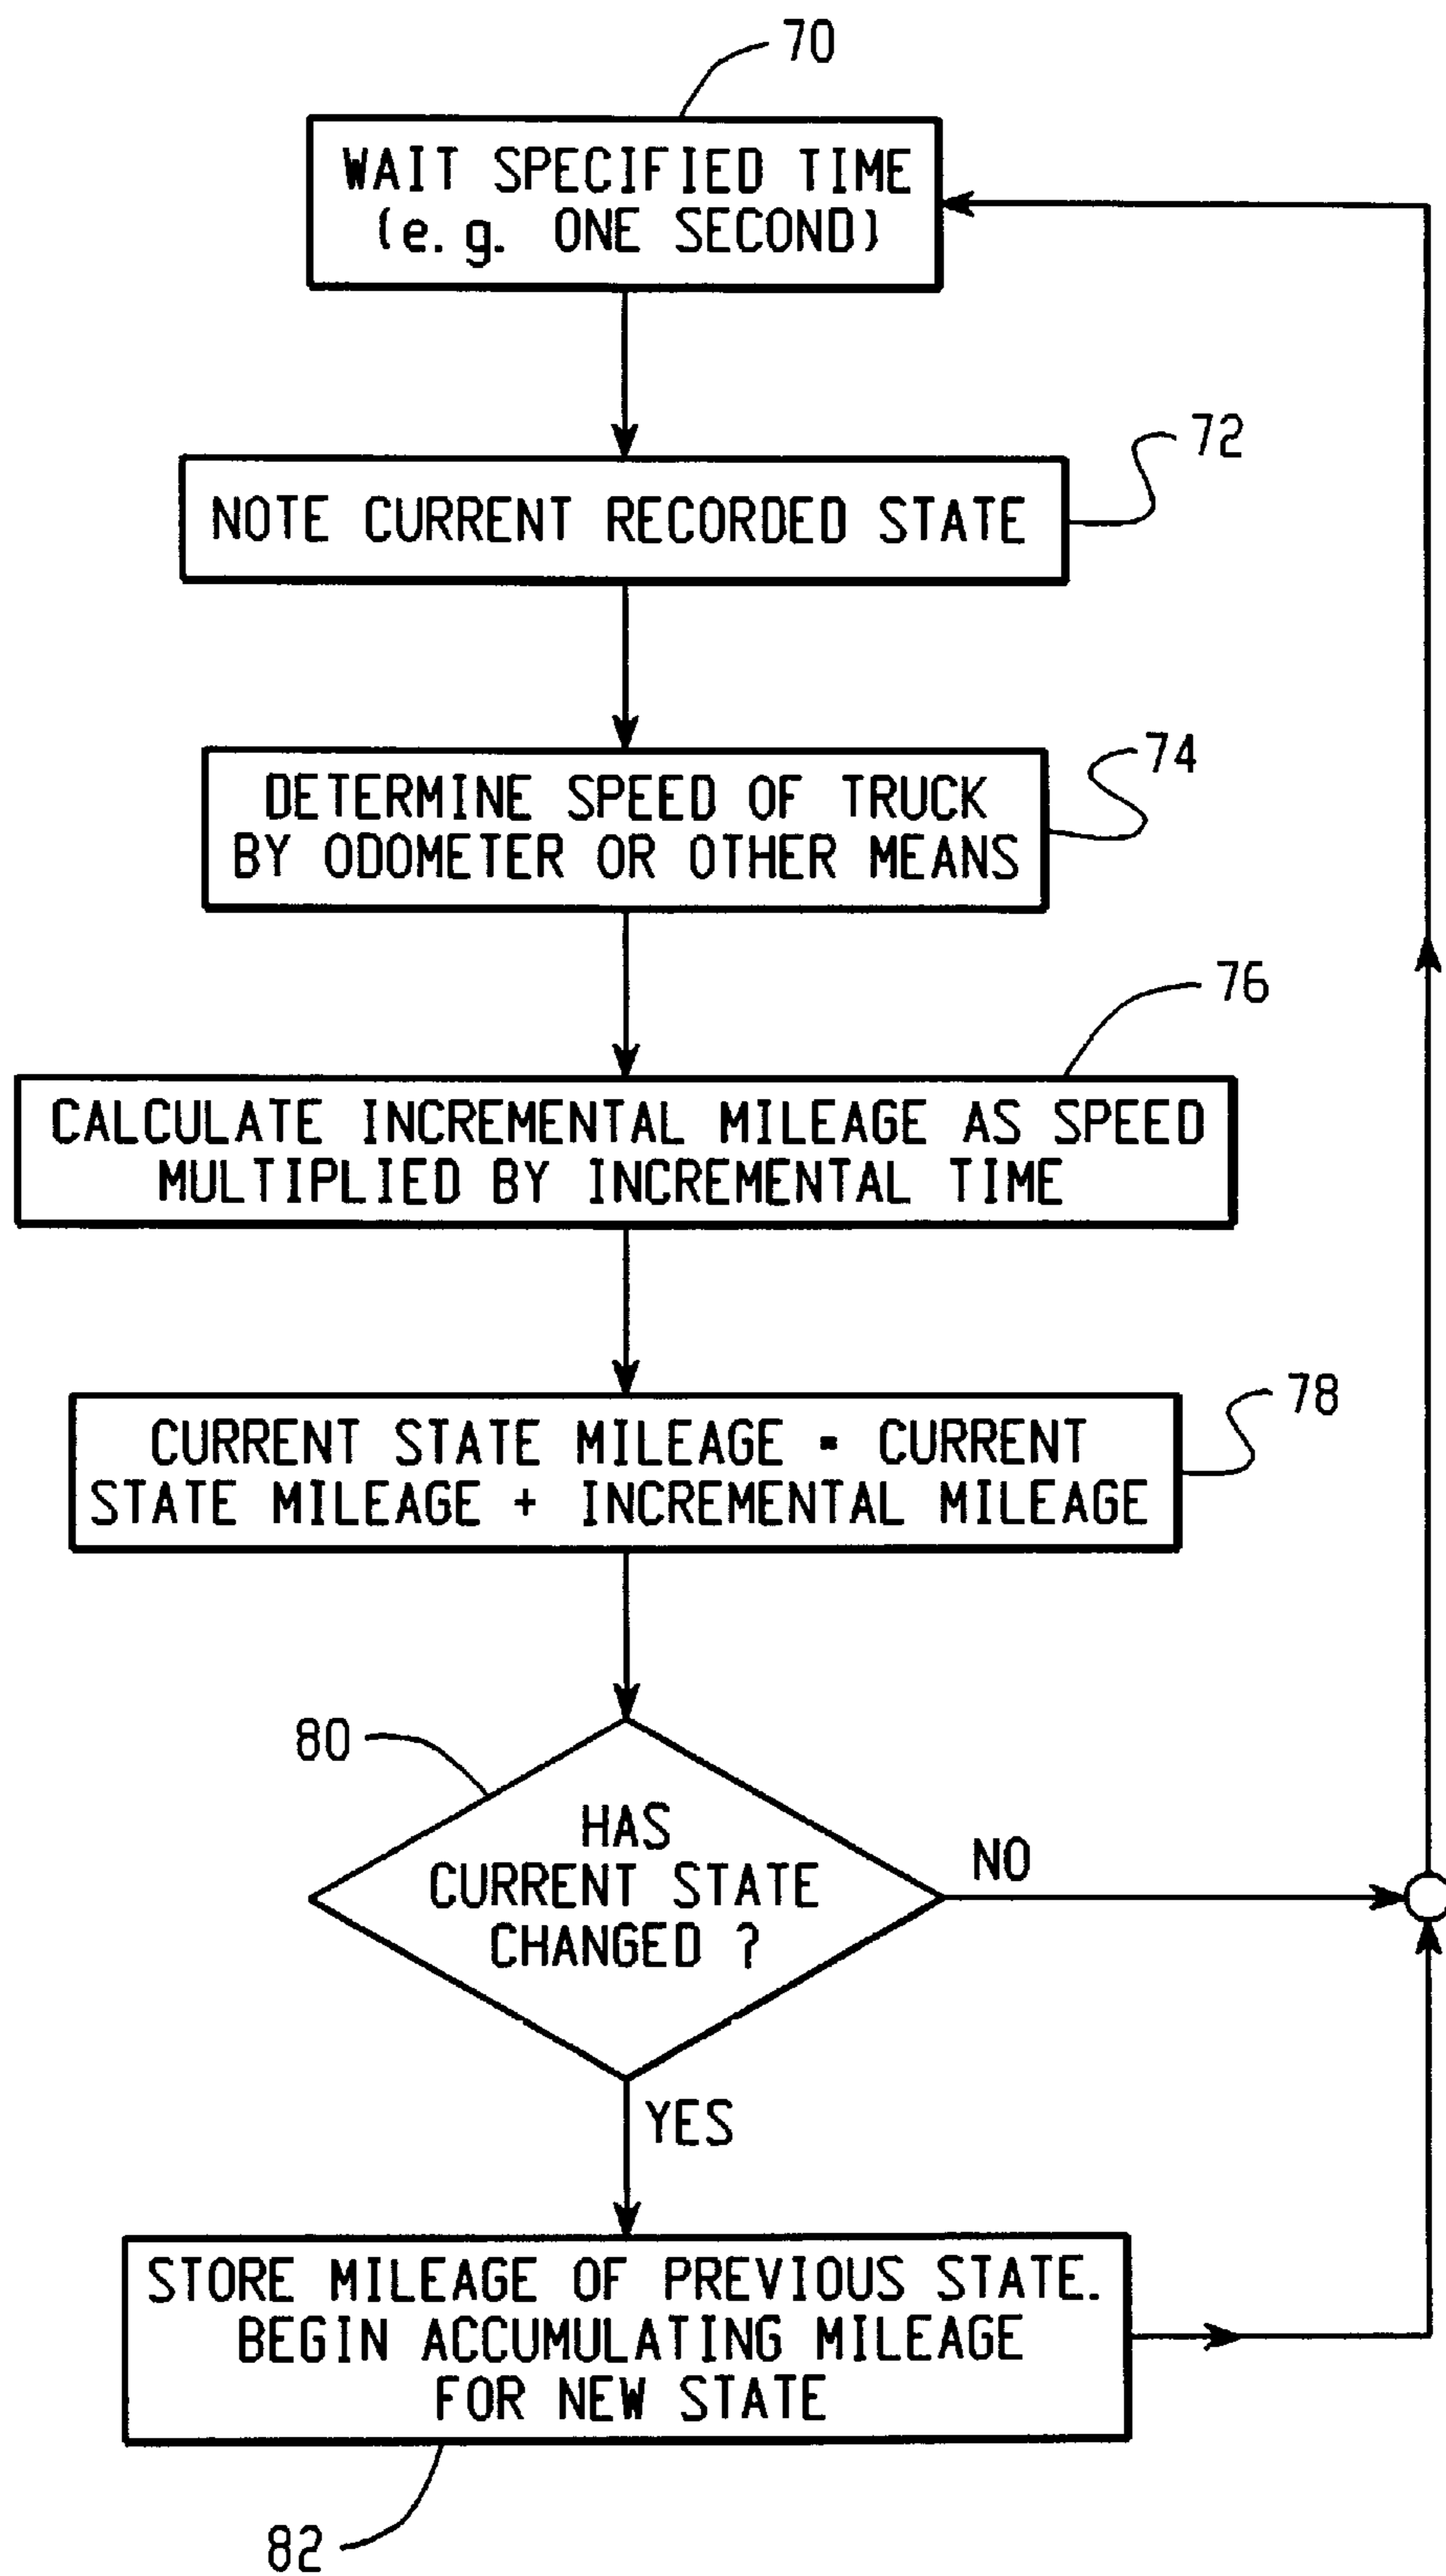 70
WAIT SPECIFIED TIME
(e.g. ONE SECOND)
72
NOTE CURRENT RECORDED STATE
74
DETERMINE SPEED OF TRUCK
BY ODOMETER OR OTHER MEANS
76
CALCULATE INCREMENTAL MILEAGE AS SPEED
MULTIPLIED BY INCREMENTAL TIME
78
CURRENT STATE MILEAGE = CURRENT
STATE MILEAGE + INCREMENTAL MILEAGE
80
HAS
CURRENT STATE
CHANGED ?
NO
YES
STORE MILEAGE OF PREVIOUS STATE.
BEGIN ACCUMULATING MILEAGE
FOR NEW STATE
82